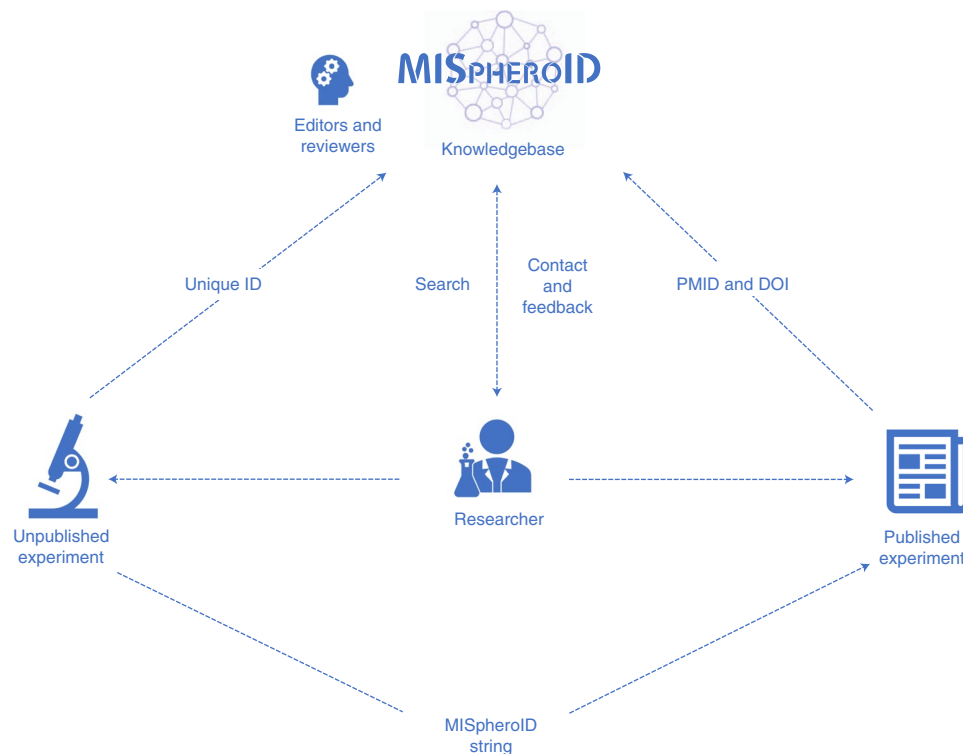 MISPHEROID
Editors and
reviewers
Knowledgebase
Unique ID
Search
Contact
and
feedback
PMID and DOI
Researcher
Unpublished
experiment
Published
experiment
MISpheroID
string